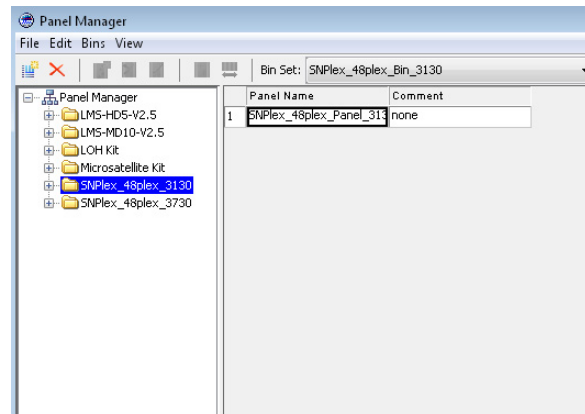 Panel Manager
File Edit Bins View
Bin Set: SNPlex_48plex_Bin_3130
Panel Manager
LMS-HD5-V2.5
LMS-MD10-V2.5
LOH Kit
Microsatellite Kit
SNPlex_48plex_3130
SNPlex_48plex_3730
Panel Name Comment
1 SNPlex_48plex_Panel_313 none